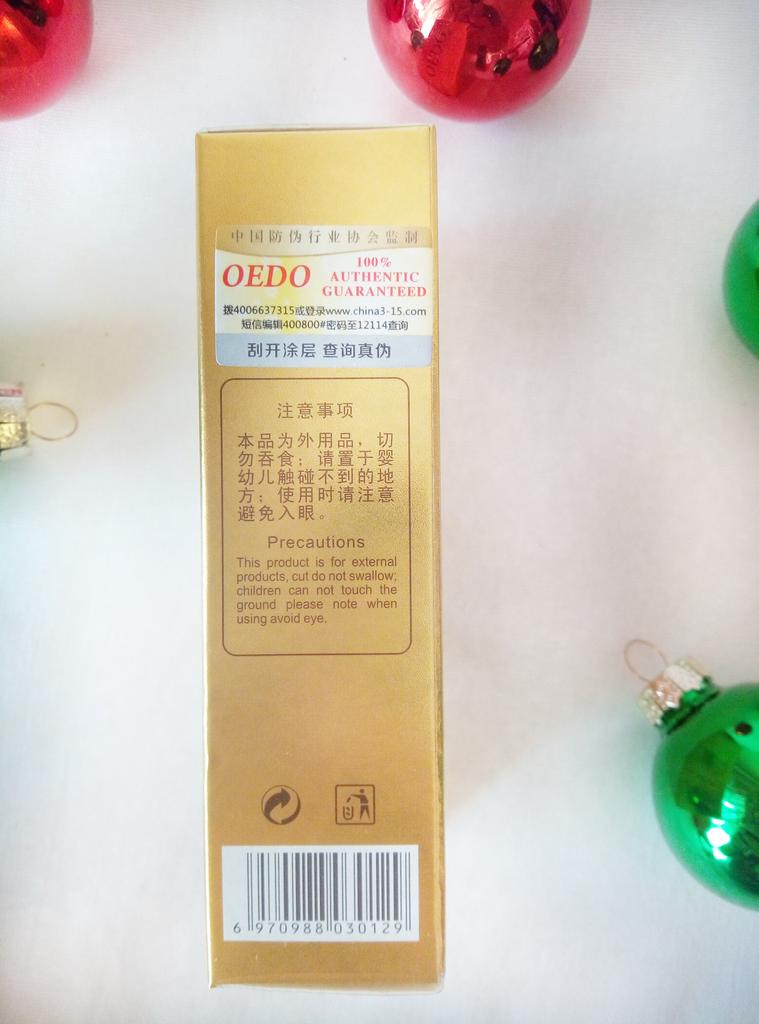 中国防伪行业协会监制
OEDO
100%
AUTHENTIC
GUARANTEED
拨4006637315或登录www.china3-15.com
短信编辑400800#密码至12114查询
刮开涂层 查询真伪
注意事项
本品为外用品，切
勿吞食；请置于婴
幼儿触碰不到的地
方；使用时请注意
避免入眼。
Precautions
This product is for external
products, cut do not swallow;
children can not touch the
ground please note when
using avoid eye.
6 970988 030129